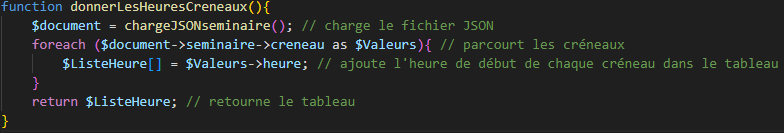 function donnerLesHeuresCreneaux(){
$document = chargeJSONseminaire(); // charge le fichier JSON
foreach ($document->seminaire->creneau as $Valeurs){ // parcourt les créneaux
$ListeHeure[] = $Valeurs->heure; // ajoute l'heure de début de chaque créneau dans le tableau
}
return $ListeHeure; // retourne le tableau
}